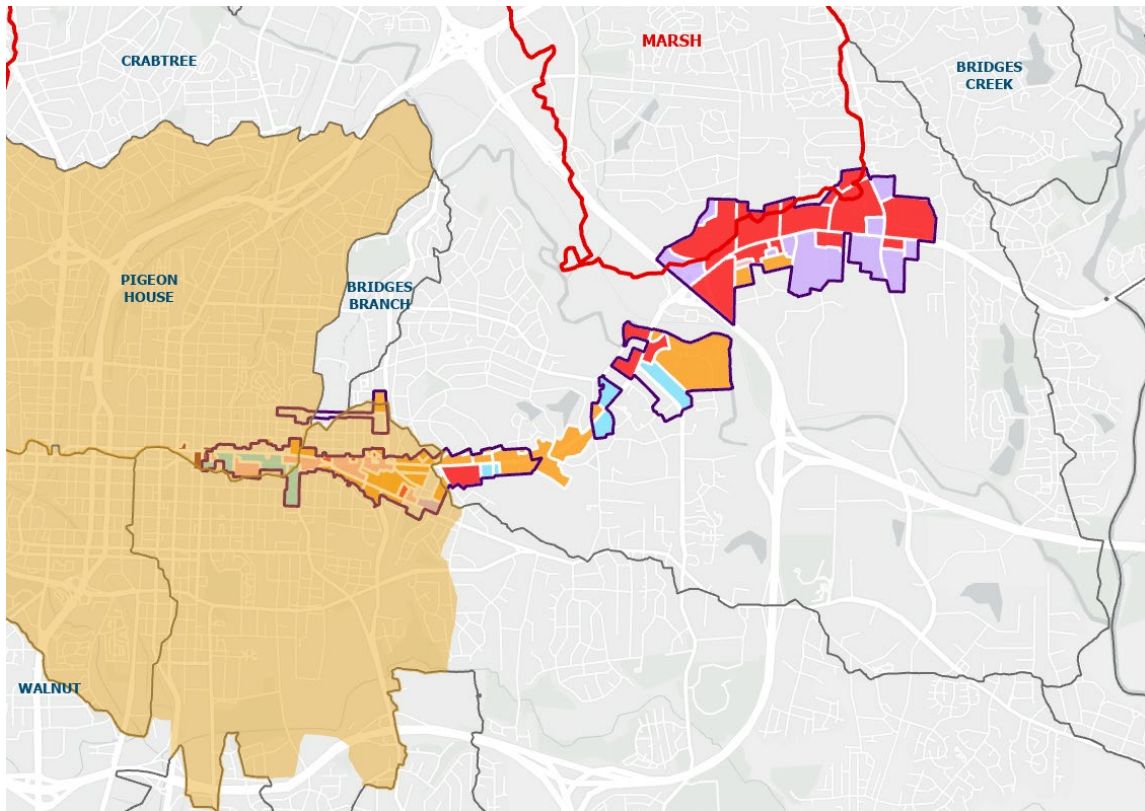 CRABTREE
MARSH
BRIDGES
CREEK
PIGEON
HOUSE
BRIDGES
BRANCH
WALNUT